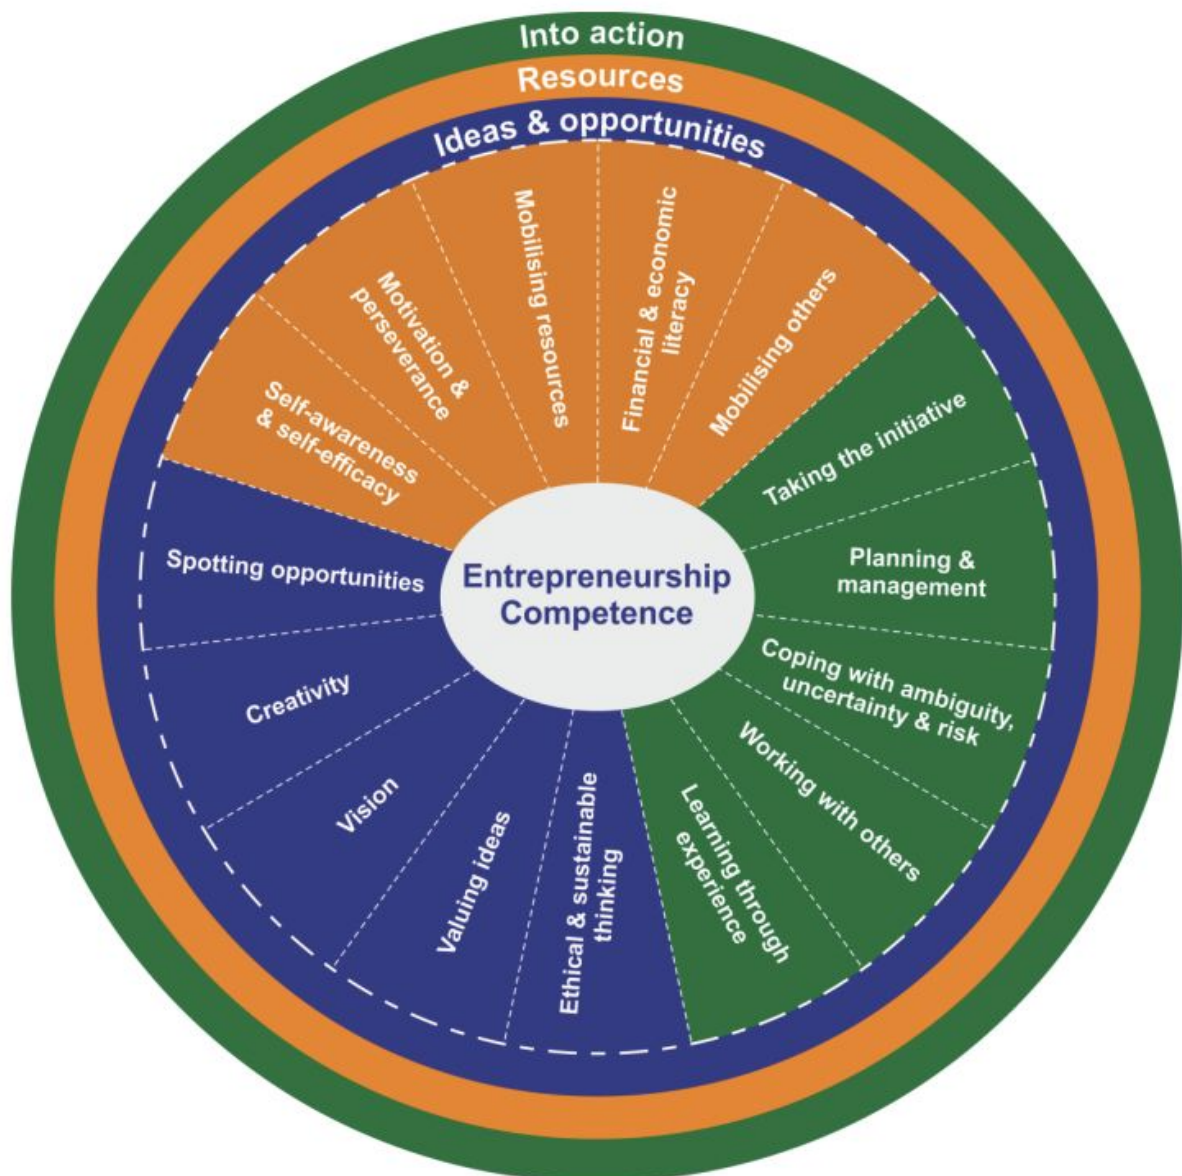 Into action
Resources
Ideas & opportunities
Self-awareness
& self-efficacy
Motivation &
perseverance
Mobilising resources
Financial & economic
literacy
Mobilising others
Taking the initiative
Planning &
management
Coping with ambiguity,
uncertainty & risk
Working with others
Learning through
experience
Ethical & sustainable
thinking
Valuing ideas
Vision
Creativity
Spotting opportunities
Entrepreneurship
Competence